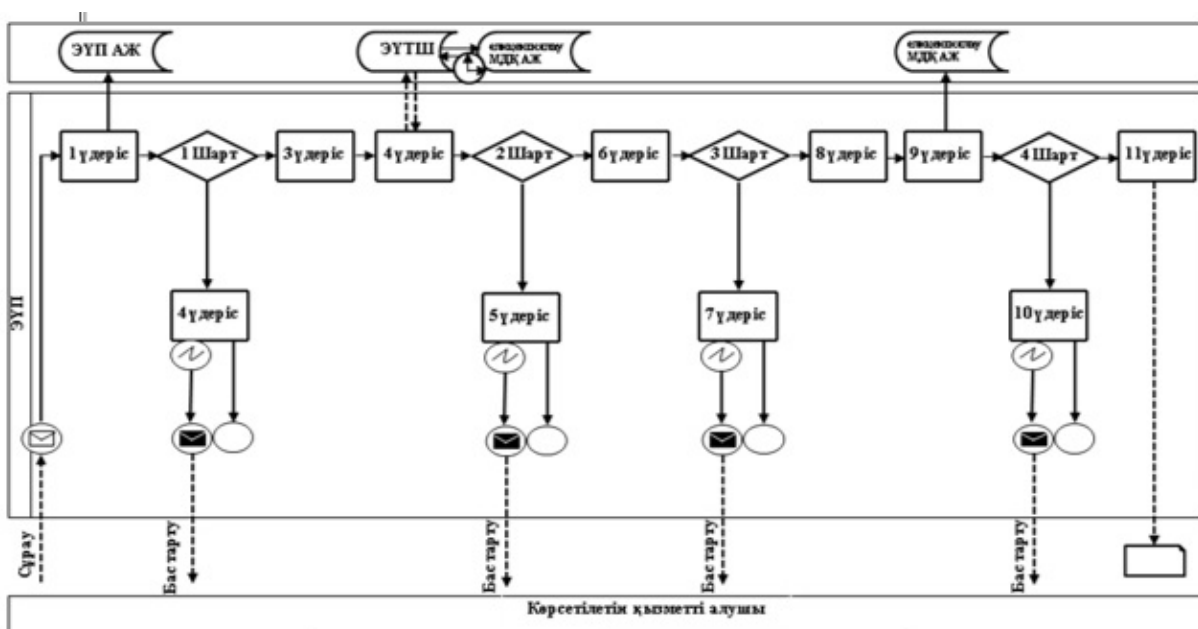 ЭҮП АЖ
ЭҮТШ
МДҚ АЖ
МДҚ АЖ
1 үдеріс
1 Шарт
3 үдеріс
4 үдеріс
2 Шарт
6 үдеріс
3 Шарт
8 үдеріс
9 үдеріс
4 Шарт
11 үдеріс
ЭҮП
4 үдеріс
5 үдеріс
7 үдеріс
10 үдеріс
Сұрау
Бас тарту
Бас тарту
Бас тарту
Бас тарту
Көрсетілетін қызметті алушы